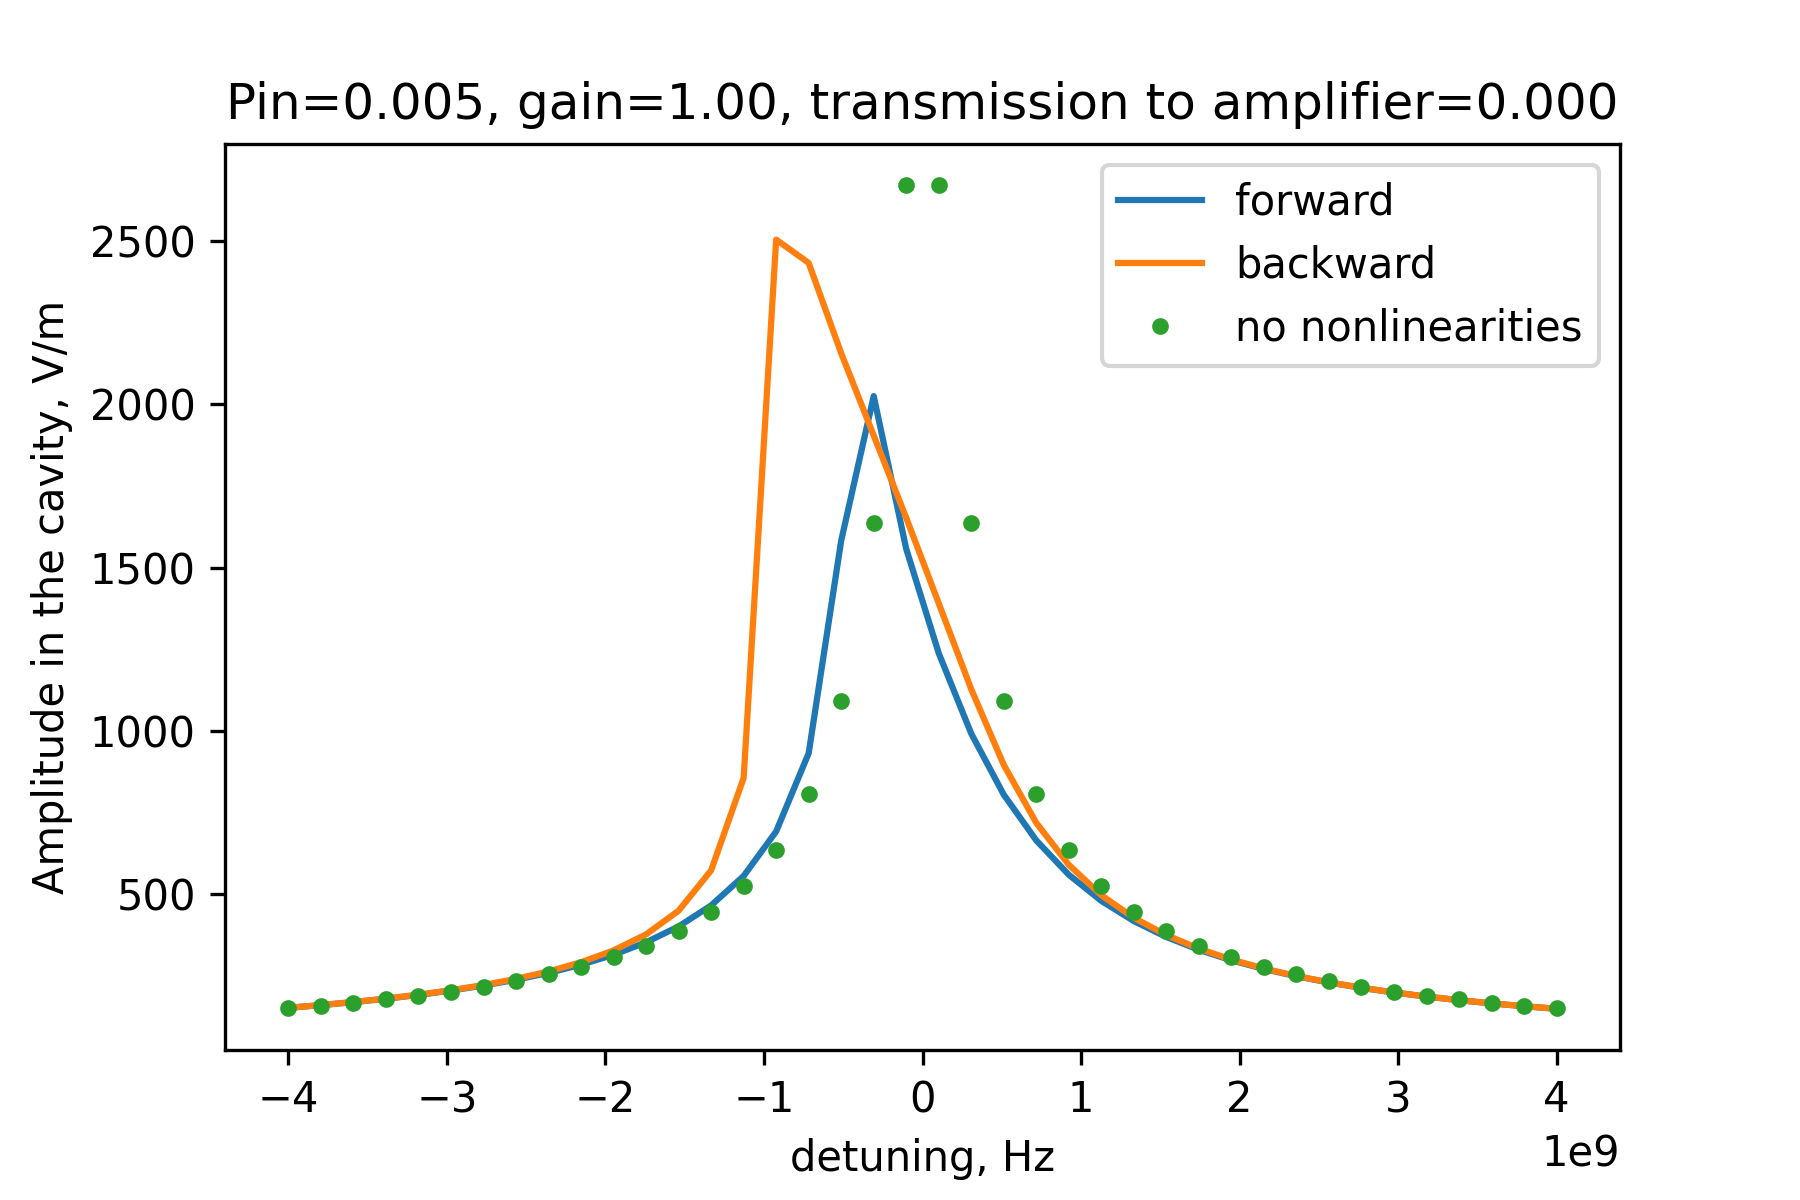 Pin=0.005, gain=1.00, transmission to amplifier=0.000
forward
backward
no nonlinearities
Amplitude in the cavity, V/m
2500
2000
1500
1000
500
−4 −3 −2 −1 0 1 2 3 4
1e9
detuning, Hz